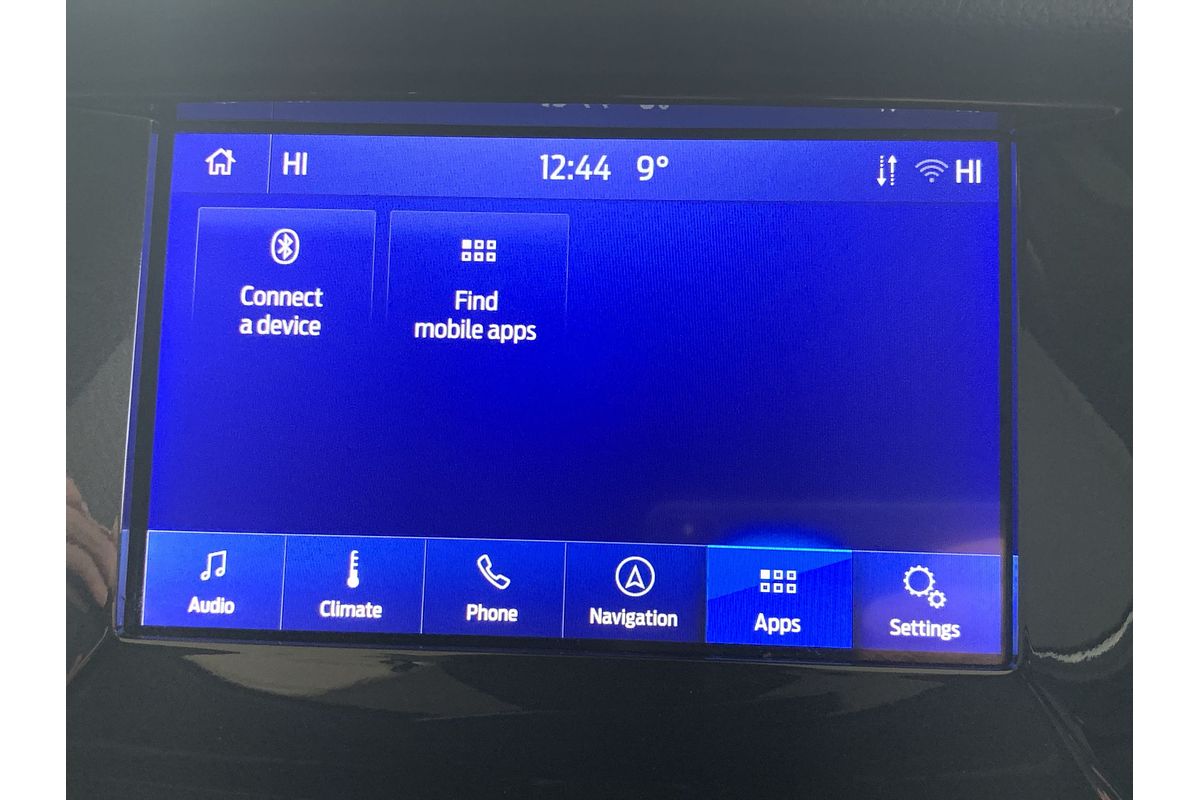 HI 12:44 9° HI
Connect
a device
Find
mobile apps
Audio Climate Phone Navigation Apps Settings